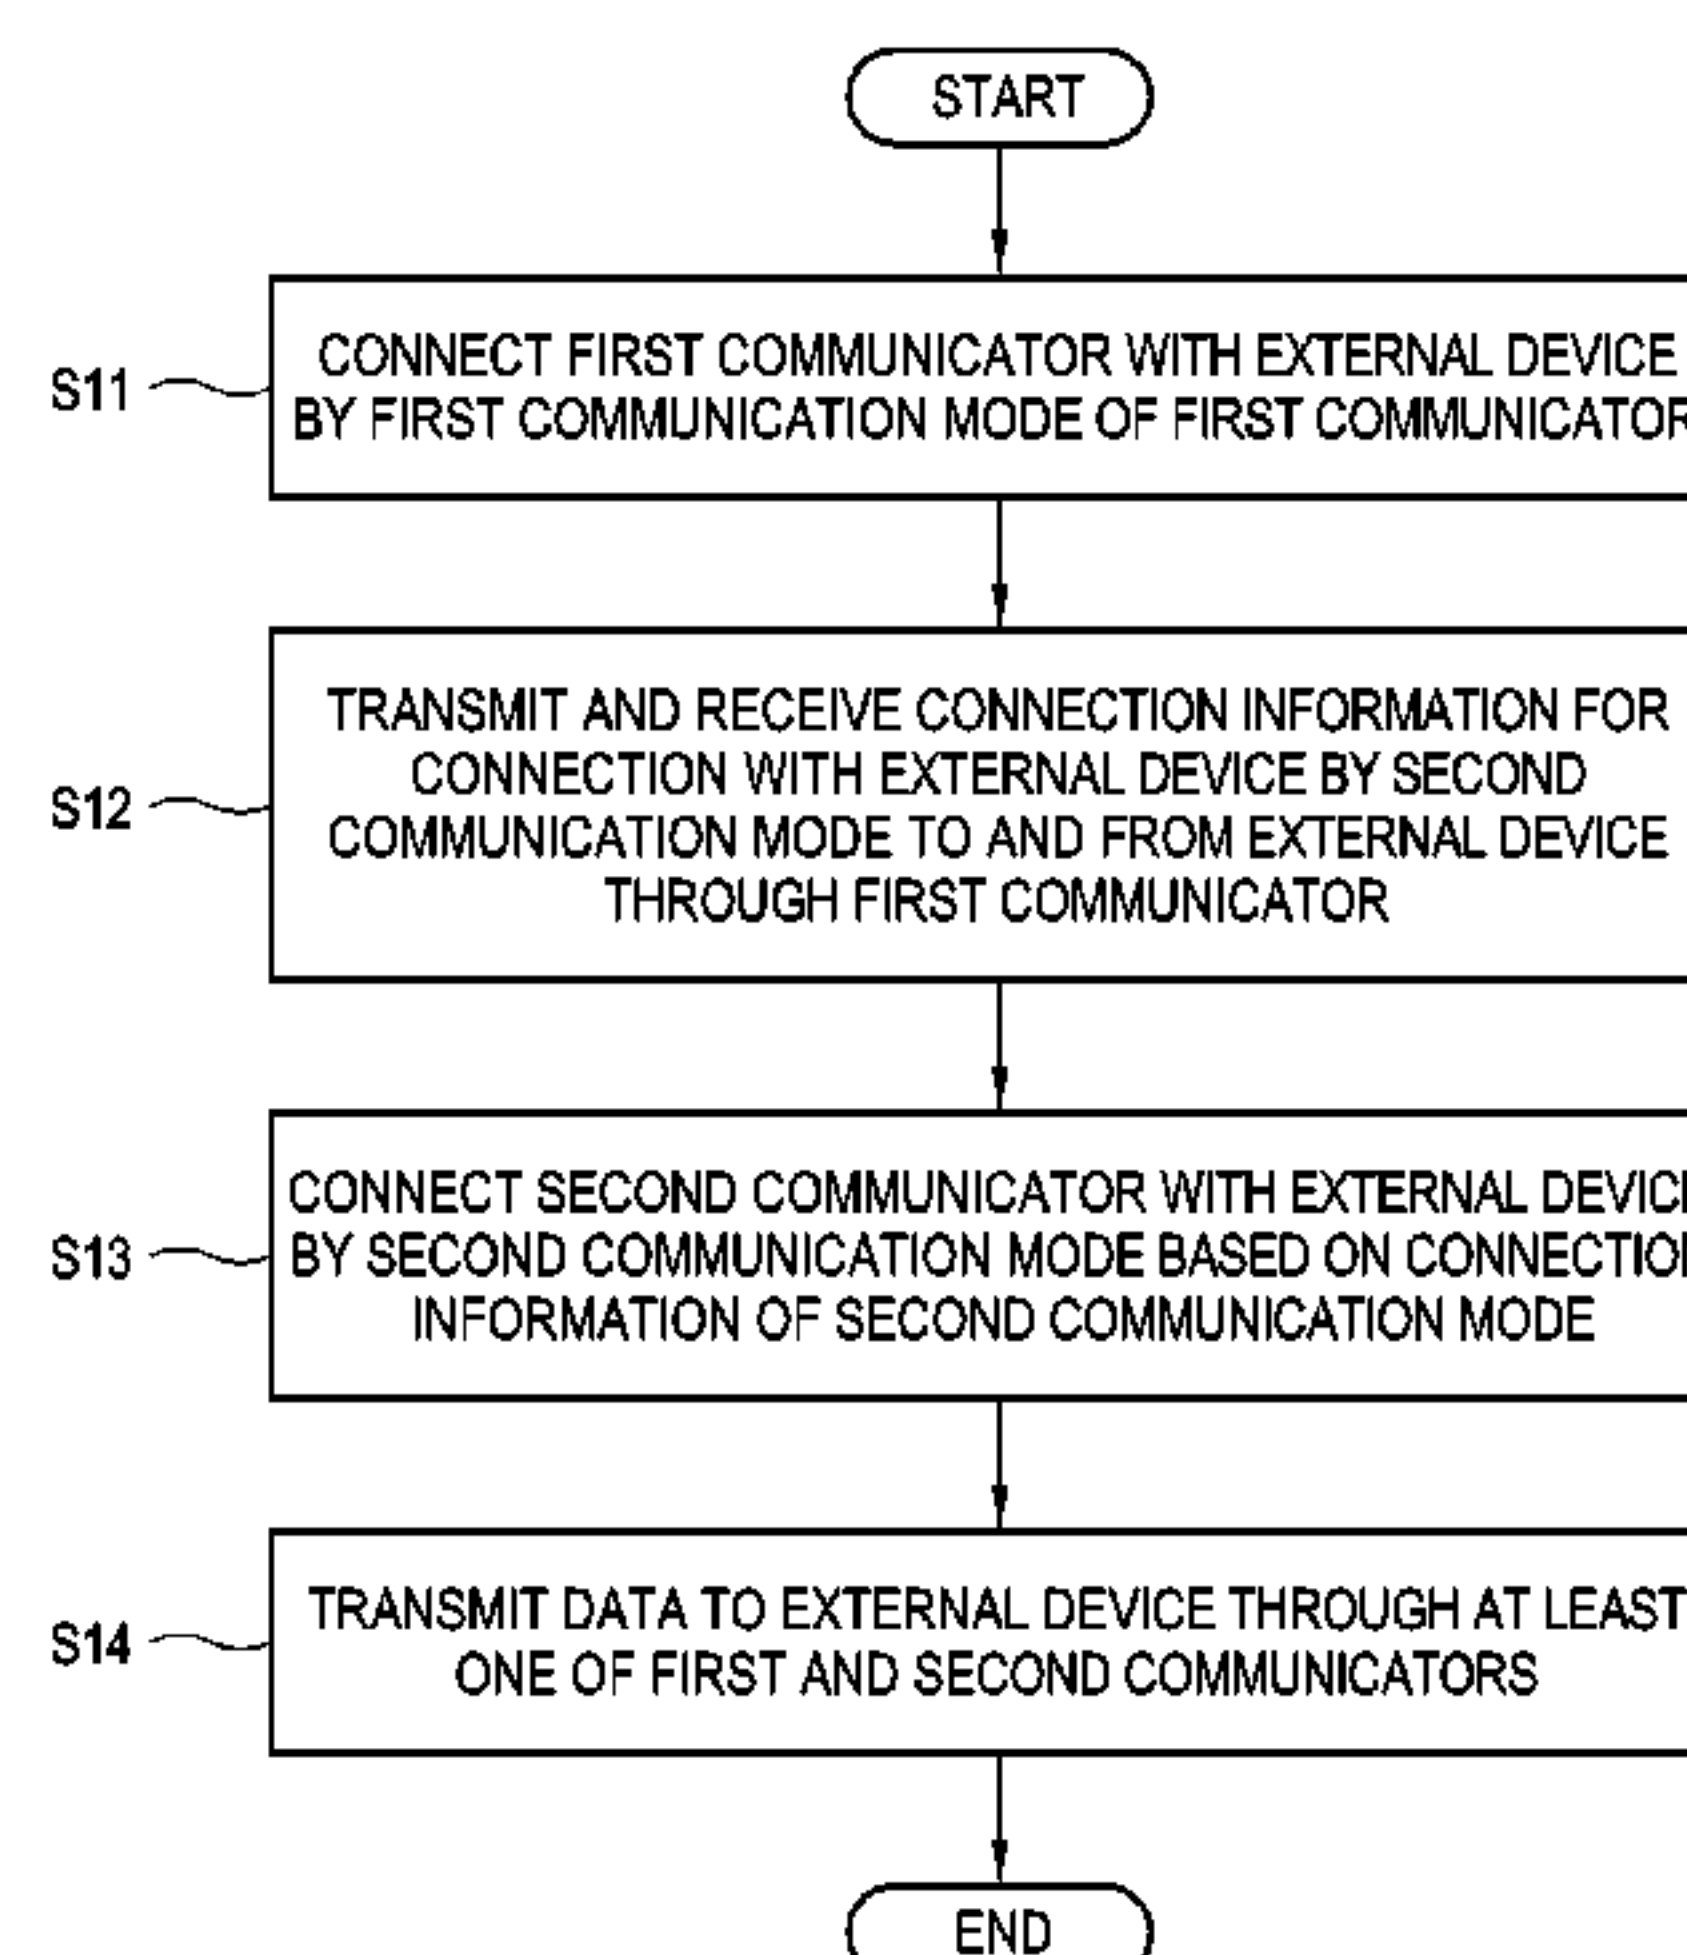 START
S11
CONNECT FIRST COMMUNICATOR WITH EXTERNAL DEVICE
BY FIRST COMMUNICATION MODE OF FIRST COMMUNICATOR
S12
TRANSMIT AND RECEIVE CONNECTION INFORMATION FOR
CONNECTION WITH EXTERNAL DEVICE BY SECOND
COMMUNICATION MODE TO AND FROM EXTERNAL DEVICE
THROUGH FIRST COMMUNICATOR
S13
CONNECT SECOND COMMUNICATOR WITH EXTERNAL DEVICE
BY SECOND COMMUNICATION MODE BASED ON CONNECTION
INFORMATION OF SECOND COMMUNICATION MODE
S14
TRANSMIT DATA TO EXTERNAL DEVICE THROUGH AT LEAST
ONE OF FIRST AND SECOND COMMUNICATORS
END